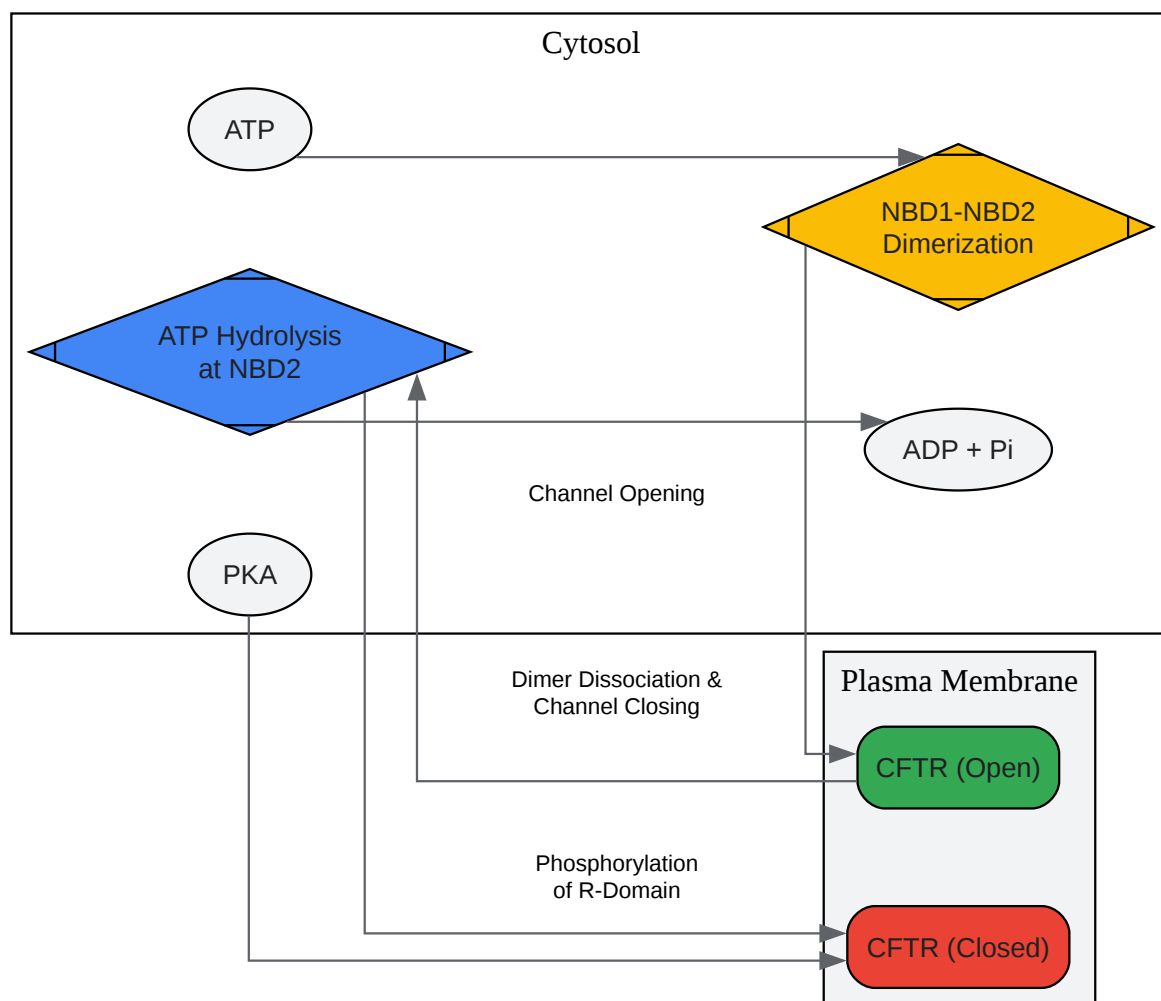 Cytosol
ATP
NBD1-NBD2
Dimerization
ATP Hydrolysis
at NBD2
ADP + Pi
Channel Opening
PKA
Dimer Dissociation &
Channel Closing
Plasma Membrane
CFTR (Open)
Phosphorylation
of R-Domain
CFTR (Closed)